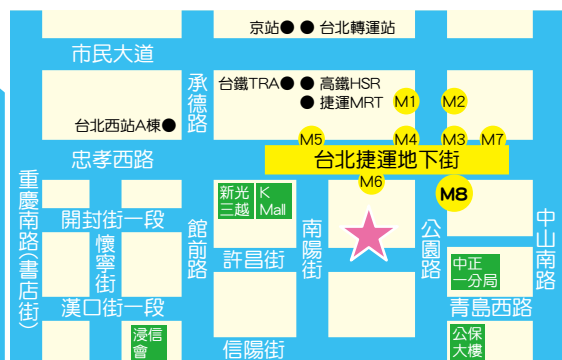 京站● ● 台北轉運站
市民大道
承德路
台鐵TRA● ● 高鐵HSR
● 捷運MRT
M1
M2
台北西站A棟●
M5
M4
M3
M7
忠孝西路
台北捷運地下街
M6
M8
重慶南路(書店街)
新光
三越
K
Mall
開封街一段
館前路
南陽街
公園路
中山南路
懷寧街
許昌街
中正
一分局
漢口街一段
青島西路
浸信
會
信陽街
公保
大樓